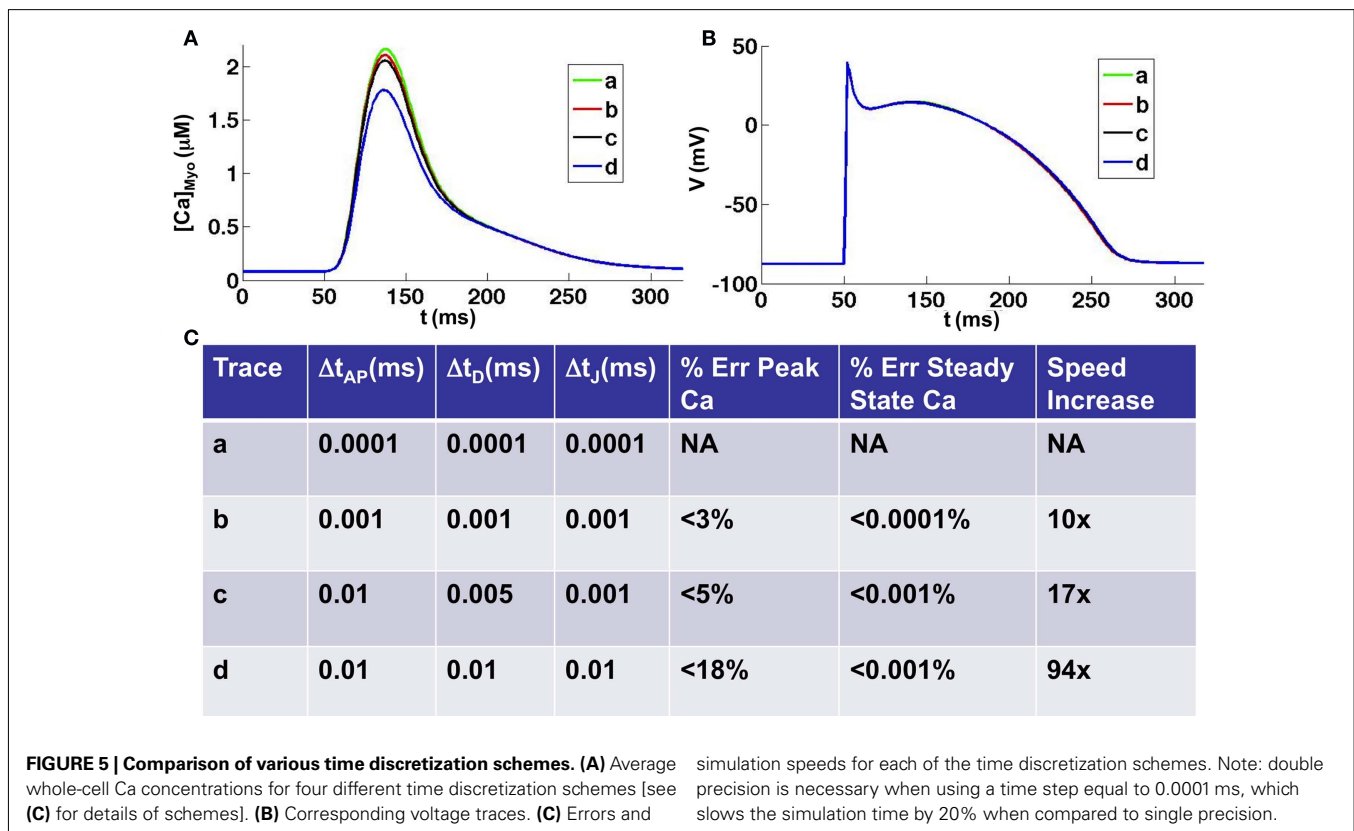 A
[Ca]Myo (μM)
2
1.5
1
0.5
0
0 50 100 150 200 250 300
t (ms)
a
b
c
d
B
V (mV)
50
0
-50
-100
0 50 100 150 200 250 300
t (ms)
a
b
c
d
C
Trace ΔtAP(ms) ΔtD(ms) ΔtJ(ms) % Err Peak Ca % Err Steady State Ca Speed Increase
a 0.0001 0.0001 0.0001 NA NA NA
b 0.001 0.001 0.001 <3% <0.0001% 10x
c 0.01 0.005 0.001 <5% <0.001% 17x
d 0.01 0.01 0.01 <18% <0.001% 94x
FIGURE 5 | Comparison of various time discretization schemes. (A) Average
whole-cell Ca concentrations for four different time discretization schemes [see
(C) for details of schemes]. (B) Corresponding voltage traces. (C) Errors and
simulation speeds for each of the time discretization schemes. Note: double
precision is necessary when using a time step equal to 0.0001 ms, which
slows the simulation time by 20% when compared to single precision.